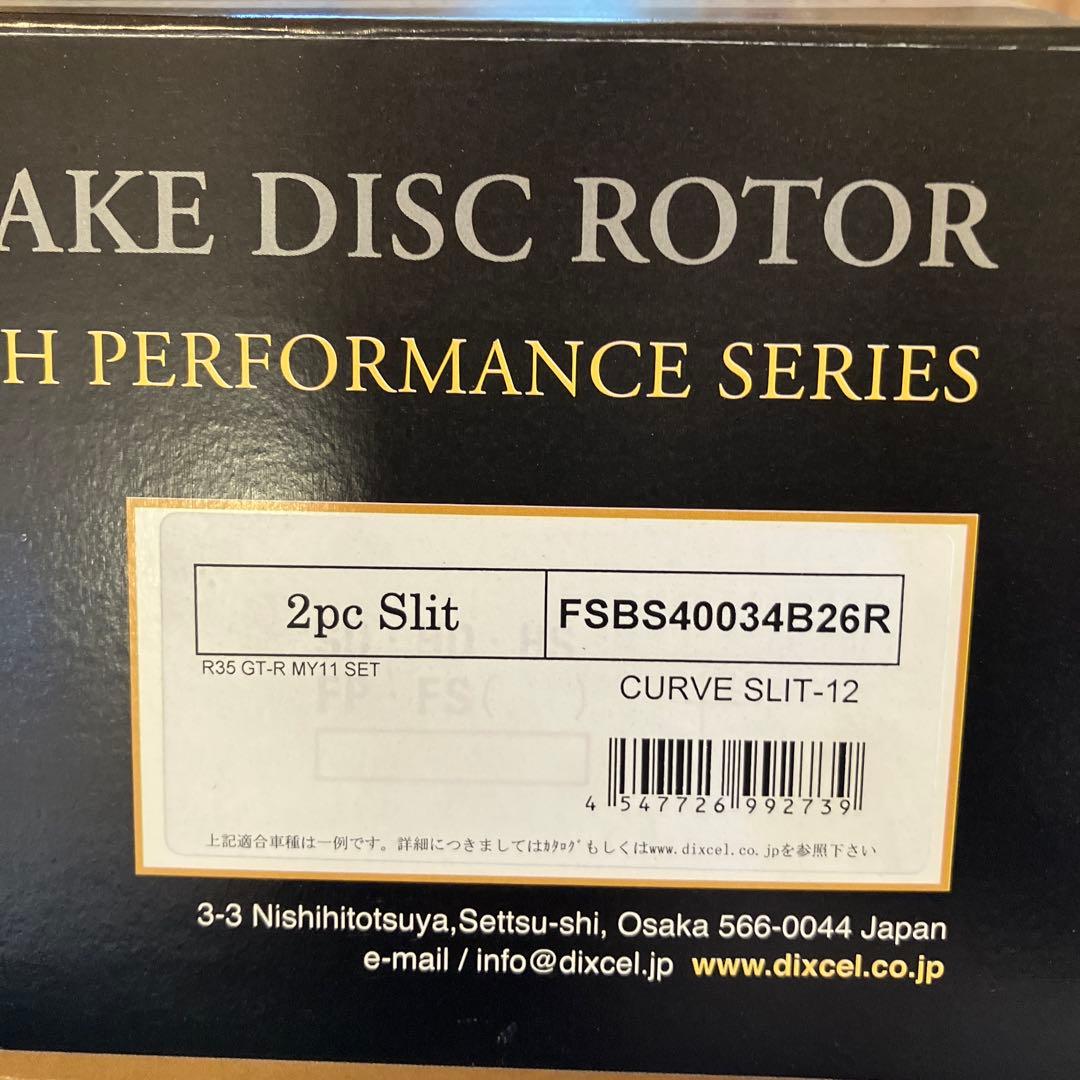 AKE DISC ROTOR
H PERFORMANCE SERIES
2pc Slit
FSBS40034B26R
R35 GT-R MY11 SET
CURVE SLIT-12
FP FS( )
4 547726 992739
上記適合車種は一例です。詳細につきましてはｶﾀﾛｸﾞもしくはwww.dixcel.co.jpを参照下さい
3-3 Nishihitotsuya,Settsu-shi, Osaka 566-0044 Japan
e-mail / info@dixcel.jp www.dixcel.co.jp